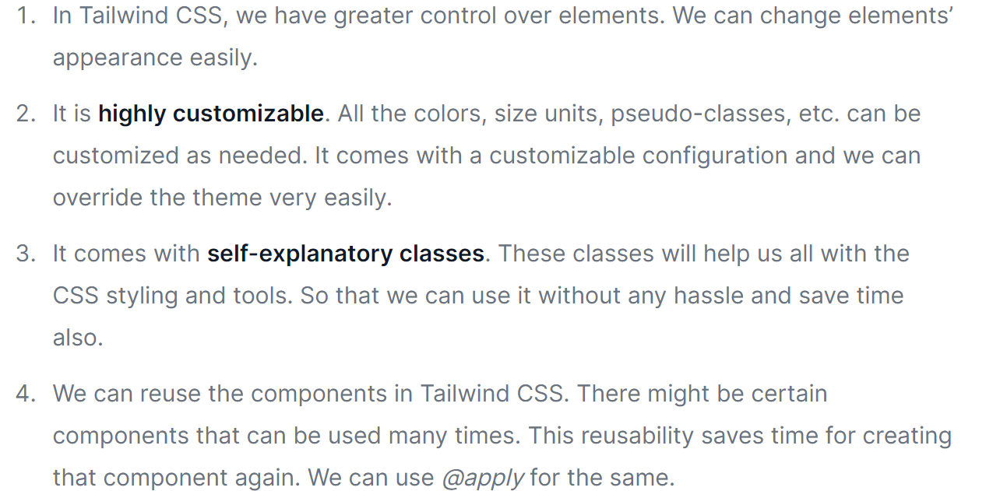 1. In Tailwind CSS, we have greater control over elements. We can change elements’
appearance easily.
2. It is highly customizable. All the colors, size units, pseudo-classes, etc. can be
customized as needed. It comes with a customizable configuration and we can
override the theme very easily.
3. It comes with self-explanatory classes. These classes will help us all with the
CSS styling and tools. So that we can use it without any hassle and save time
also.
4. We can reuse the components in Tailwind CSS. There might be certain
components that can be used many times. This reusability saves time for creating
that component again. We can use @apply for the same.